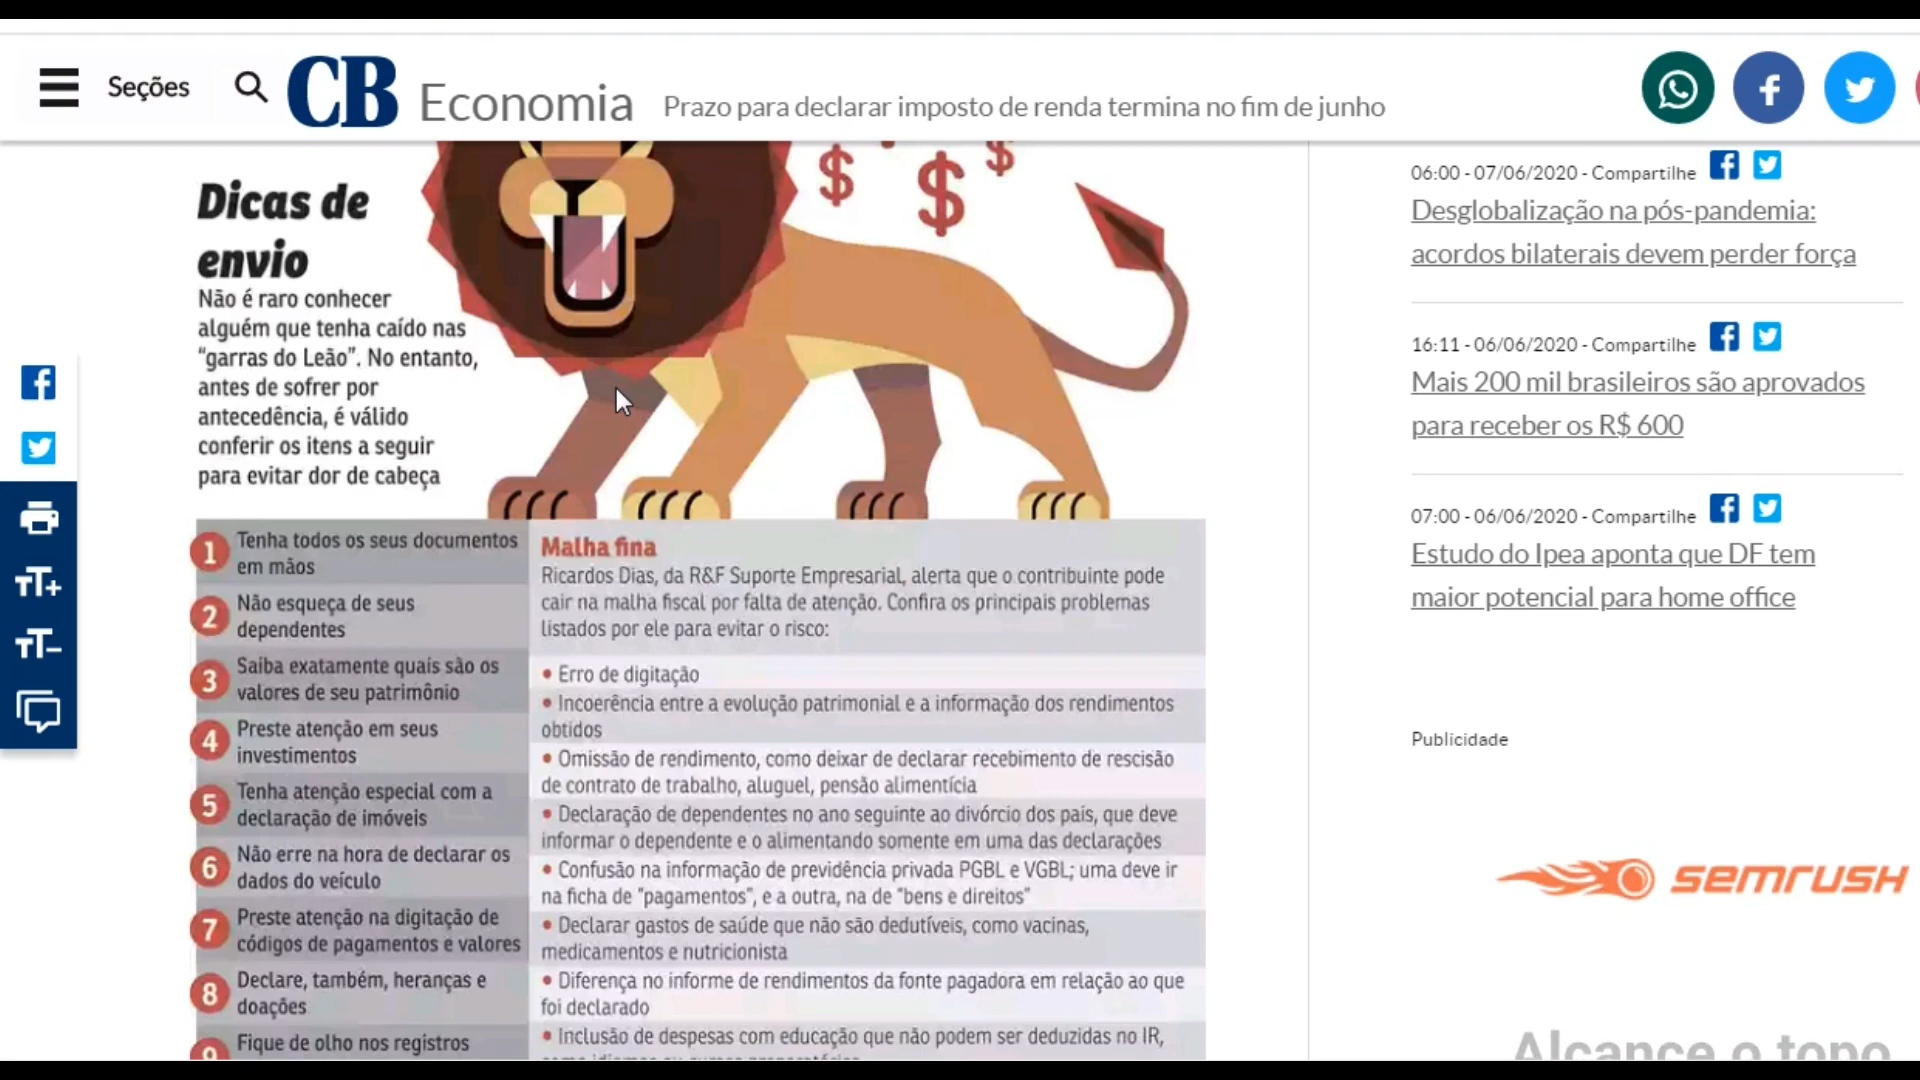 Seções
CB
Economia
Prazo para declarar imposto de renda termina no fim de junho
Dicas de
envio
Não é raro conhecer
alguém que tenha caído nas
“garras do Leão”. No entanto,
antes de sofrer por
antecedência, é válido
conferir os itens a seguir
para evitar dor de cabeça
$ $ $
1 Tenha todos os seus documentos
em mãos
2 Não esqueça de seus
dependentes
3 Saiba exatamente quais são os
valores de seu patrimônio
4 Preste atenção em seus
investimentos
5 Tenha atenção especial com a
declaração de imóveis
6 Não erre na hora de declarar os
dados do veículo
7 Preste atenção na digitação de
códigos de pagamentos e valores
8 Declare, também, heranças e
doações
9 Fique de olho nos registros
Malha fina
Ricardos Dias, da R&F Suporte Empresarial, alerta que o contribuinte pode
cair na malha fiscal por falta de atenção. Confira os principais problemas
listados por ele para evitar o risco:
• Erro de digitação
• Incoerência entre a evolução patrimonial e a informação dos rendimentos
obtidos
• Omissão de rendimento, como deixar de declarar recebimento de rescisão
de contrato de trabalho, aluguel, pensão alimentícia
• Declaração de dependentes no ano seguinte ao divórcio dos país, que deve
informar o dependente e o alimentando somente em uma das declarações
• Confusão na informação de previdência privada PGBL e VGBL; uma deve ir
na ficha de “pagamentos”, e a outra, na de “bens e direitos”
• Declarar gastos de saúde que não são dedutíveis, como vacinas,
medicamentos e nutricionista
• Diferença no informe de rendimentos da fonte pagadora em relação ao que
foi declarado
• Inclusão de despesas com educação que não podem ser deduzidas no IR,
TT+
TT-
06:00 - 07/06/2020 - Compartilhe
Desglobalização na pós-pandemia:
acordos bilaterais devem perder força
16:11 - 06/06/2020 - Compartilhe
Mais 200 mil brasileiros são aprovados
para receber os R$ 600
07:00 - 06/06/2020 - Compartilhe
Estudo do Ipea aponta que DF tem
maior potencial para home office
Publicidade
semrush
Alcance o topo